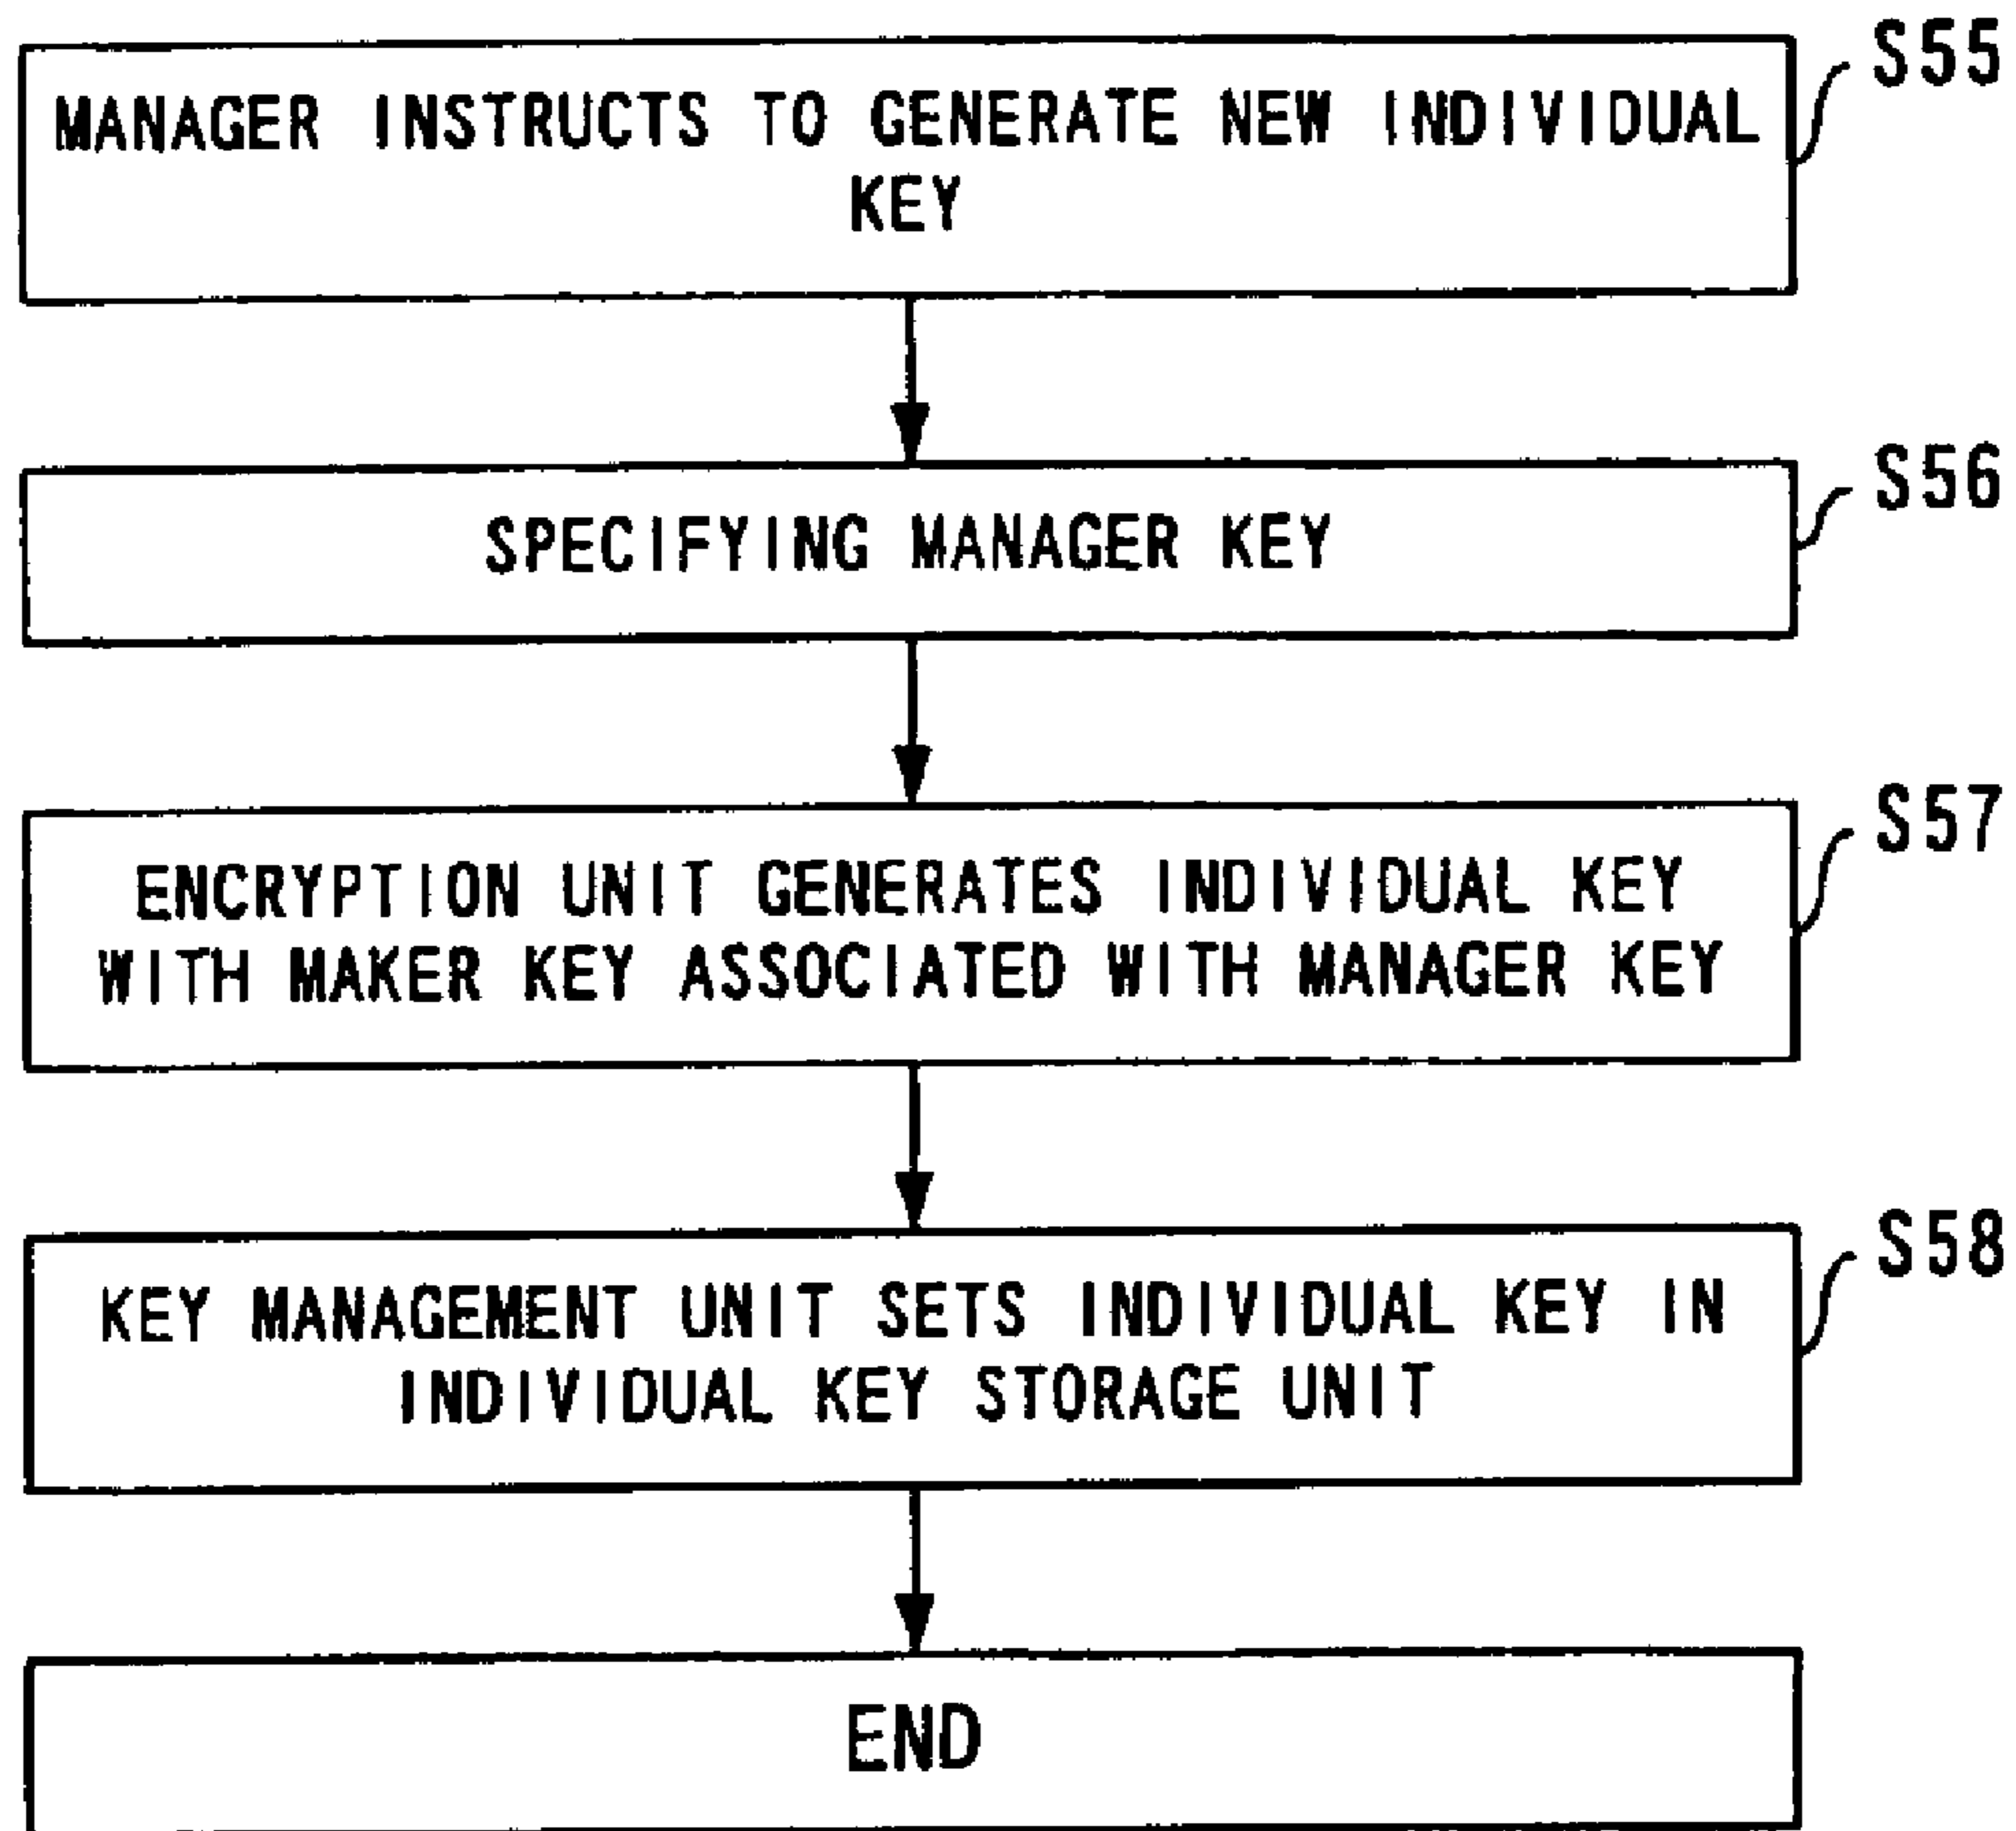 S55
MANAGER INSTRUCTS TO GENERATE NEW INDIVIDUAL
KEY
S56
SPECIFYING MANAGER KEY
S57
ENCRYPTION UNIT GENERATES INDIVIDUAL KEY
WITH MAKER KEY ASSOCIATED WITH MANAGER KEY
S58
KEY MANAGEMENT UNIT SETS INDIVIDUAL KEY IN
INDIVIDUAL KEY STORAGE UNIT
END